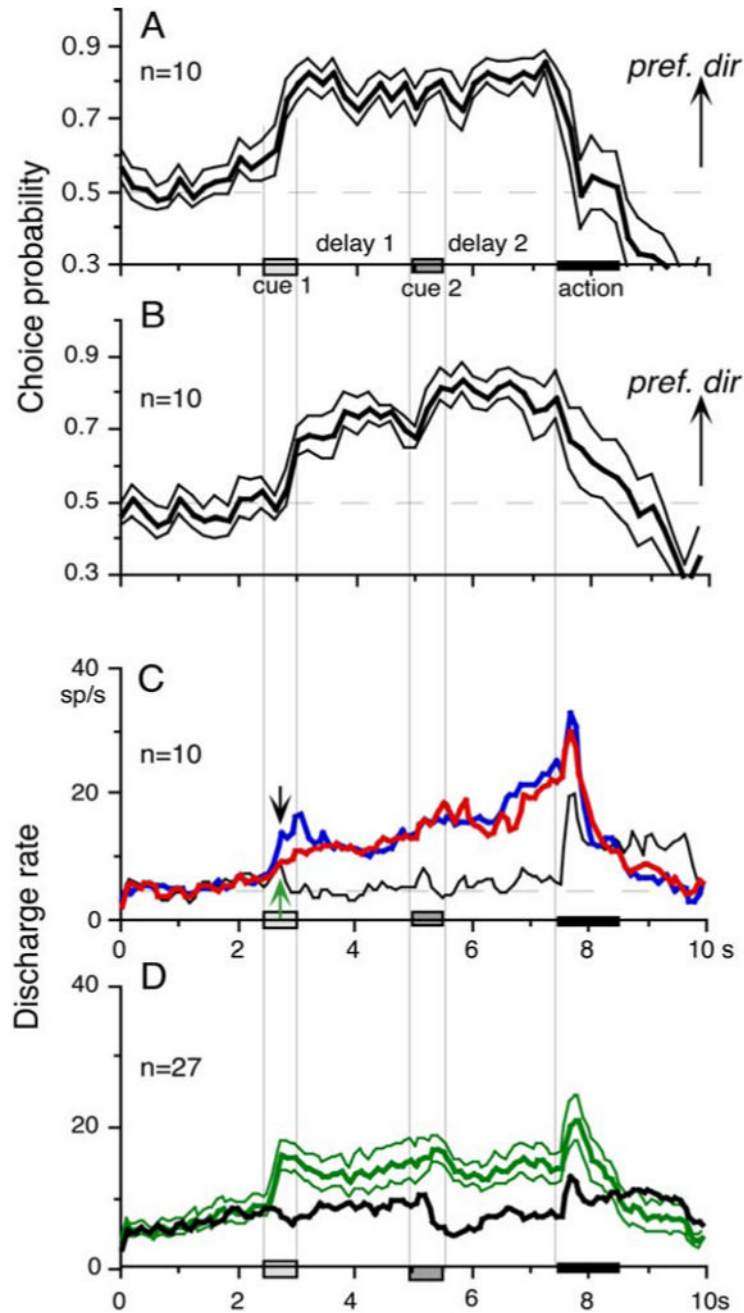 A
0.9
n=10
pref. dir
0.7
0.5
delay 1
delay 2
0.3
cue 1
cue 2
action
Choice probability
B
0.9
n=10
pref. dir
0.7
0.5
0.3
40
C
sp/s
n=10
20
0
0 2 4 6 8 10 s
Discharge rate
40
D
n=27
20
0
0 2 4 6 8 10s